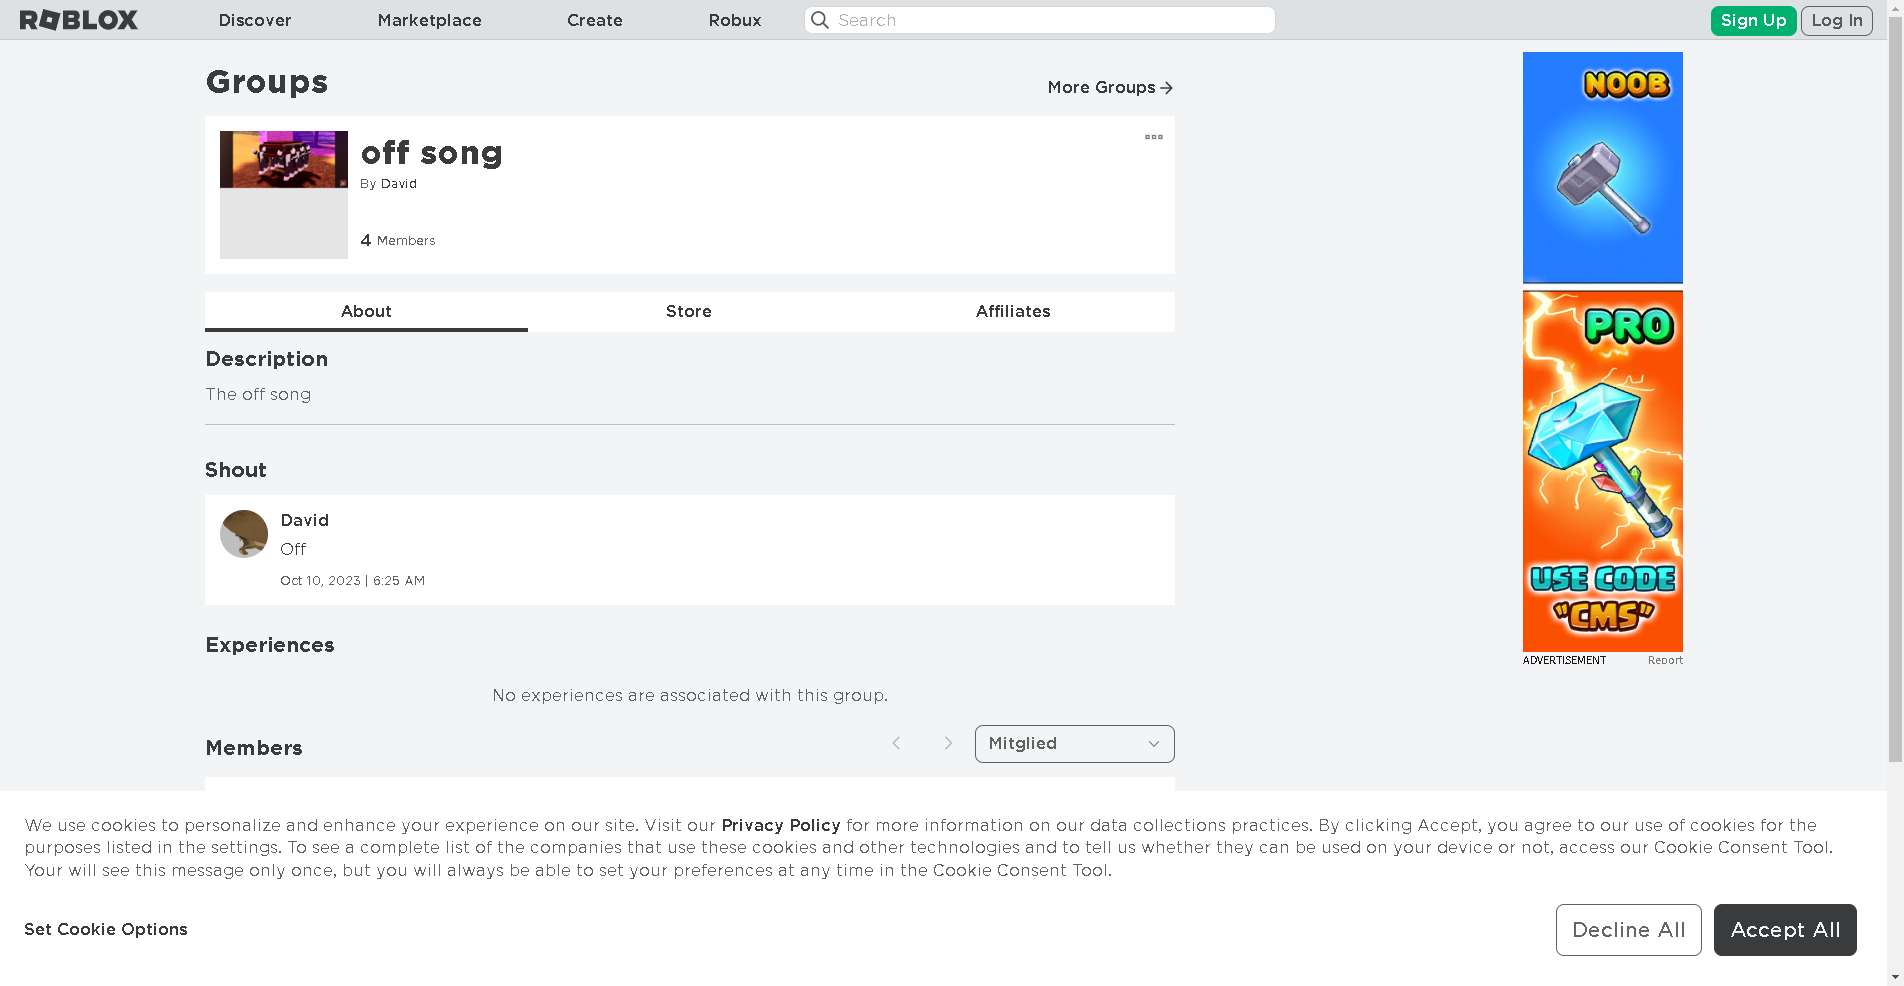 ROBLOX
Discover
Marketplace
Create
Robux
Search
Sign Up
Log In
Groups
More Groups
off song
By David
4 Members
About
Store
Affiliates
Description
The off song
Shout
David
Off
Oct 10, 2023 | 6:25 AM
Experiences
No experiences are associated with this group.
Members
Mitglied
NOOB
PRO
USE CODE
"CMS"
ADVERTISEMENT
Report
We use cookies to personalize and enhance your experience on our site. Visit our Privacy Policy for more information on our data collections practices. By clicking Accept, you agree to our use of cookies for the
purposes listed in the settings. To see a complete list of the companies that use these cookies and other technologies and to tell us whether they can be used on your device or not, access our Cookie Consent Tool.
Your will see this message only once, but you will always be able to set your preferences at any time in the Cookie Consent Tool.
Set Cookie Options
Decline All
Accept All